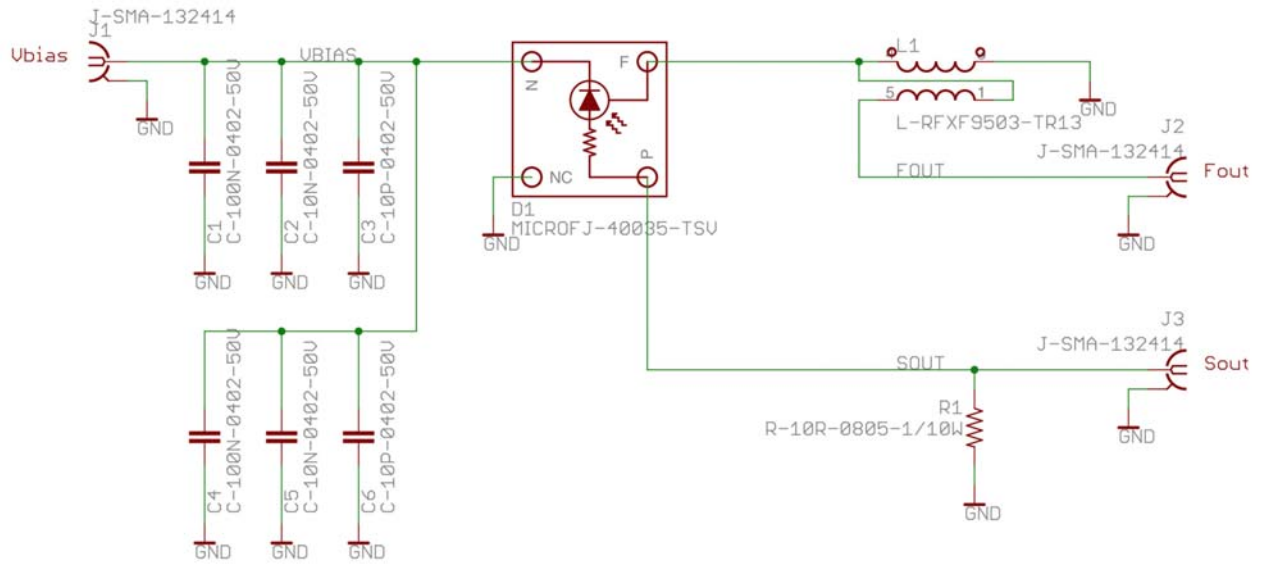 J-SMA-132414
J1
Vbias
GND
VBIAS
C1
C-100N-0402-50V
GND
C2
C-10N-0402-50V
GND
C3
C-10P-0402-50V
GND
C4
C-100N-0402-50V
GND
C5
C-10N-0402-50V
GND
C6
C-10P-0402-50V
GND
N
F
P
NC
D1
MICROFJ-40035-TSV
GND
L1
5
1
L-RFXF9503-TR13
GND
J2
J-SMA-132414
FOUT
Fout
GND
J3
J-SMA-132414
SOUT
Sout
GND
R1
R-10R-0805-1/10W
GND